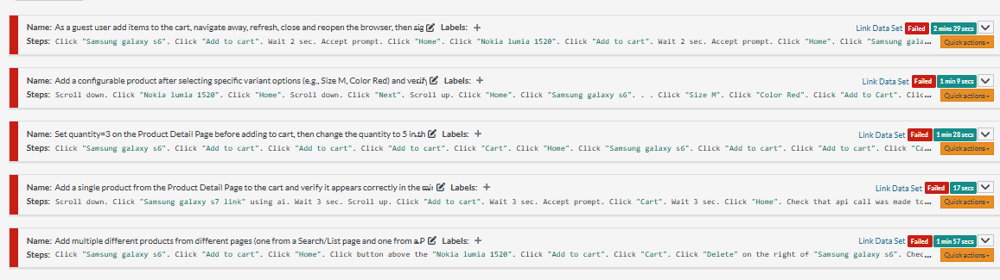 Name: As a guest user add items to the cart, navigate away, refresh, close and reopen the browser, then Labels: +
Link Data Set Failed 2 mins 29 secs
Steps: Click "Samsung galaxy s6". Click "Add to cart". Wait 2 sec. Accept prompt. Click "Home". Click "Nokia lumia 1520". Click "Add to cart". Wait 2 sec. Accept prompt. Click "Home". Click "Samsung gala...
Quick actions
Name: Add a configurable product after selecting specific variant options (e.g., Size M, Color Red) and verify Labels: +
Link Data Set Failed 1 min 9 secs
Steps: Scroll down. Click "Nokia lumia 1520". Click "Home". Scroll down. Click "Next". Scroll up. Click "Home". Click "Samsung galaxy s6". . . Click "Size M". Click "Color Red". Click "Add to Cart". Clic...
Quick actions
Name: Set quantity=3 on the Product Detail Page before adding to cart, then change the quantity to 5 in Labels: +
Link Data Set Failed 1 min 28 secs
Steps: Click "Samsung galaxy s6". Click "Add to cart". Click "Add to cart". Click "Add to cart". Click "Cart". Click "Home". Click "Samsung galaxy s6". Click "Add to cart". Click "Add to cart". Click "Ca...
Quick actions
Name: Add a single product from the Product Detail Page to the cart and verify it appears correctly in the Labels: +
Link Data Set Failed 17 secs
Steps: Scroll down. Click "Samsung galaxy s7 link" using ai. Wait 3 sec. Scroll up. Click "Add to cart". Wait 3 sec. Accept prompt. Click "Cart". Wait 3 sec. Click "Home". Check that api call was made to...
Quick actions
Name: Add multiple different products from different pages (one from a Search/List page and one from a P Labels: +
Link Data Set Failed 1 min 57 secs
Steps: Click "Samsung galaxy s6". Click "Add to cart". Click "Home". Click button above the "Nokia lumia 1520". Click "Add to cart". Click "Cart". Click "Delete" on the right of "Samsung galaxy s6". Chec...
Quick actions